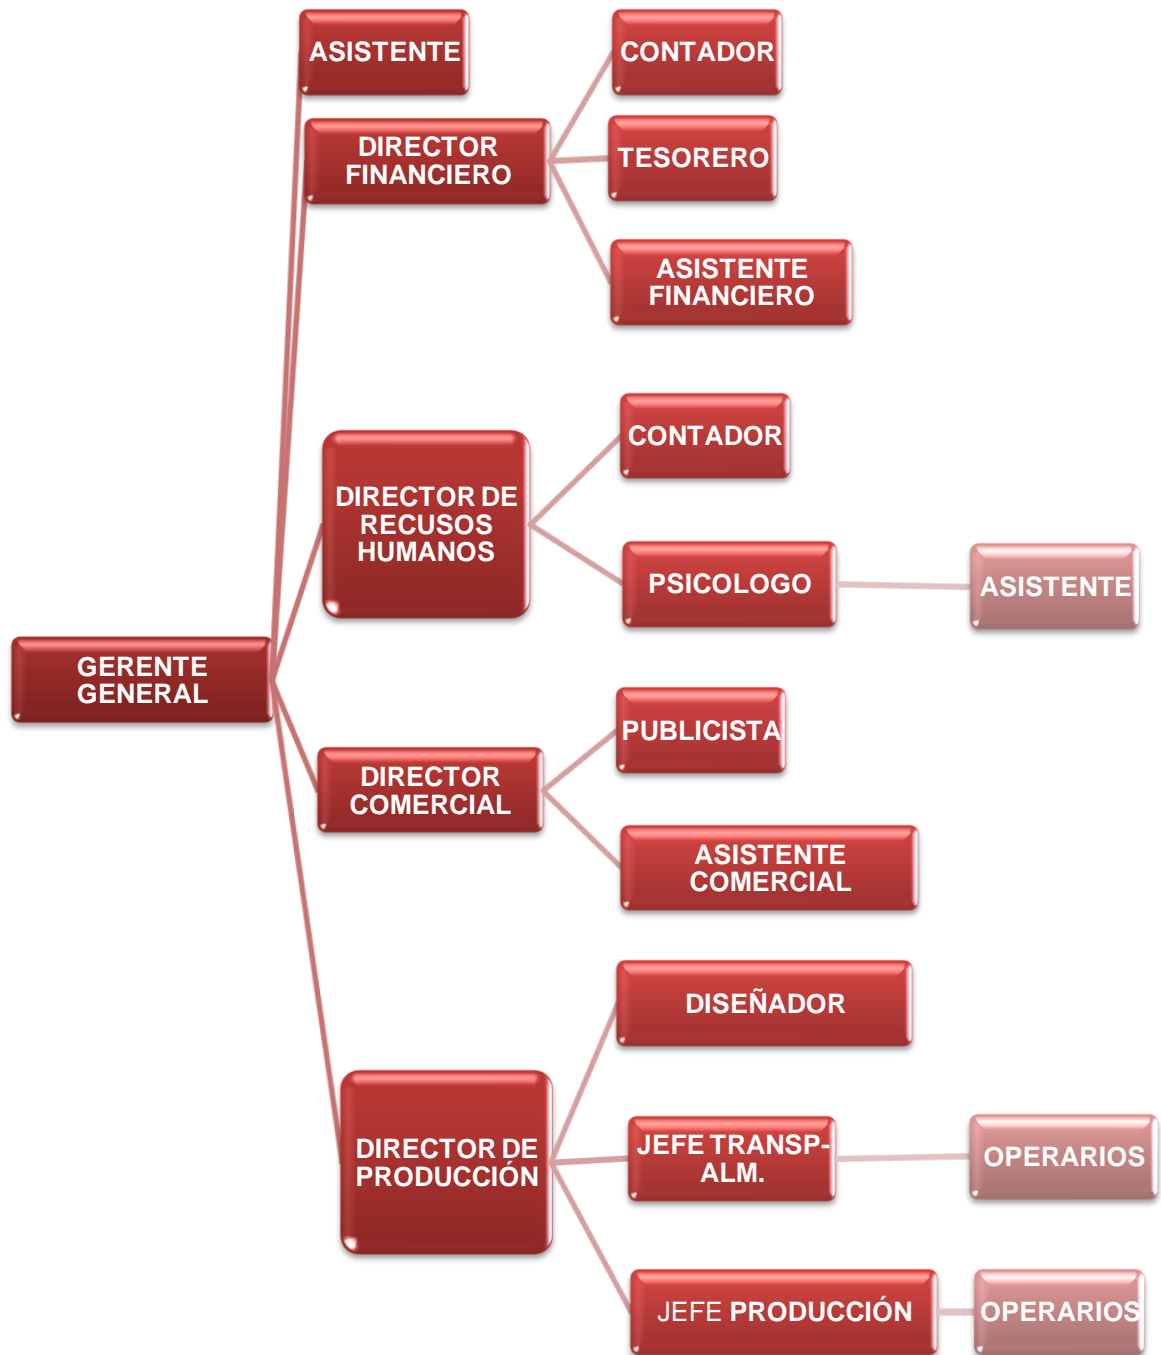 ASISTENTE
CONTADOR
DIRECTOR
FINANCIERO
TESORERO
ASISTENTE
FINANCIERO
CONTADOR
DIRECTOR DE
RECUSOS
HUMANOS
PSICOLOGO
ASISTENTE
GERENTE
GENERAL
PUBLICISTA
DIRECTOR
COMERCIAL
ASISTENTE
COMERCIAL
DISEÑADOR
DIRECTOR DE
PRODUCCIÓN
JEFE TRANSP-
ALM.
OPERARIOS
JEFE PRODUCCIÓN
OPERARIOS